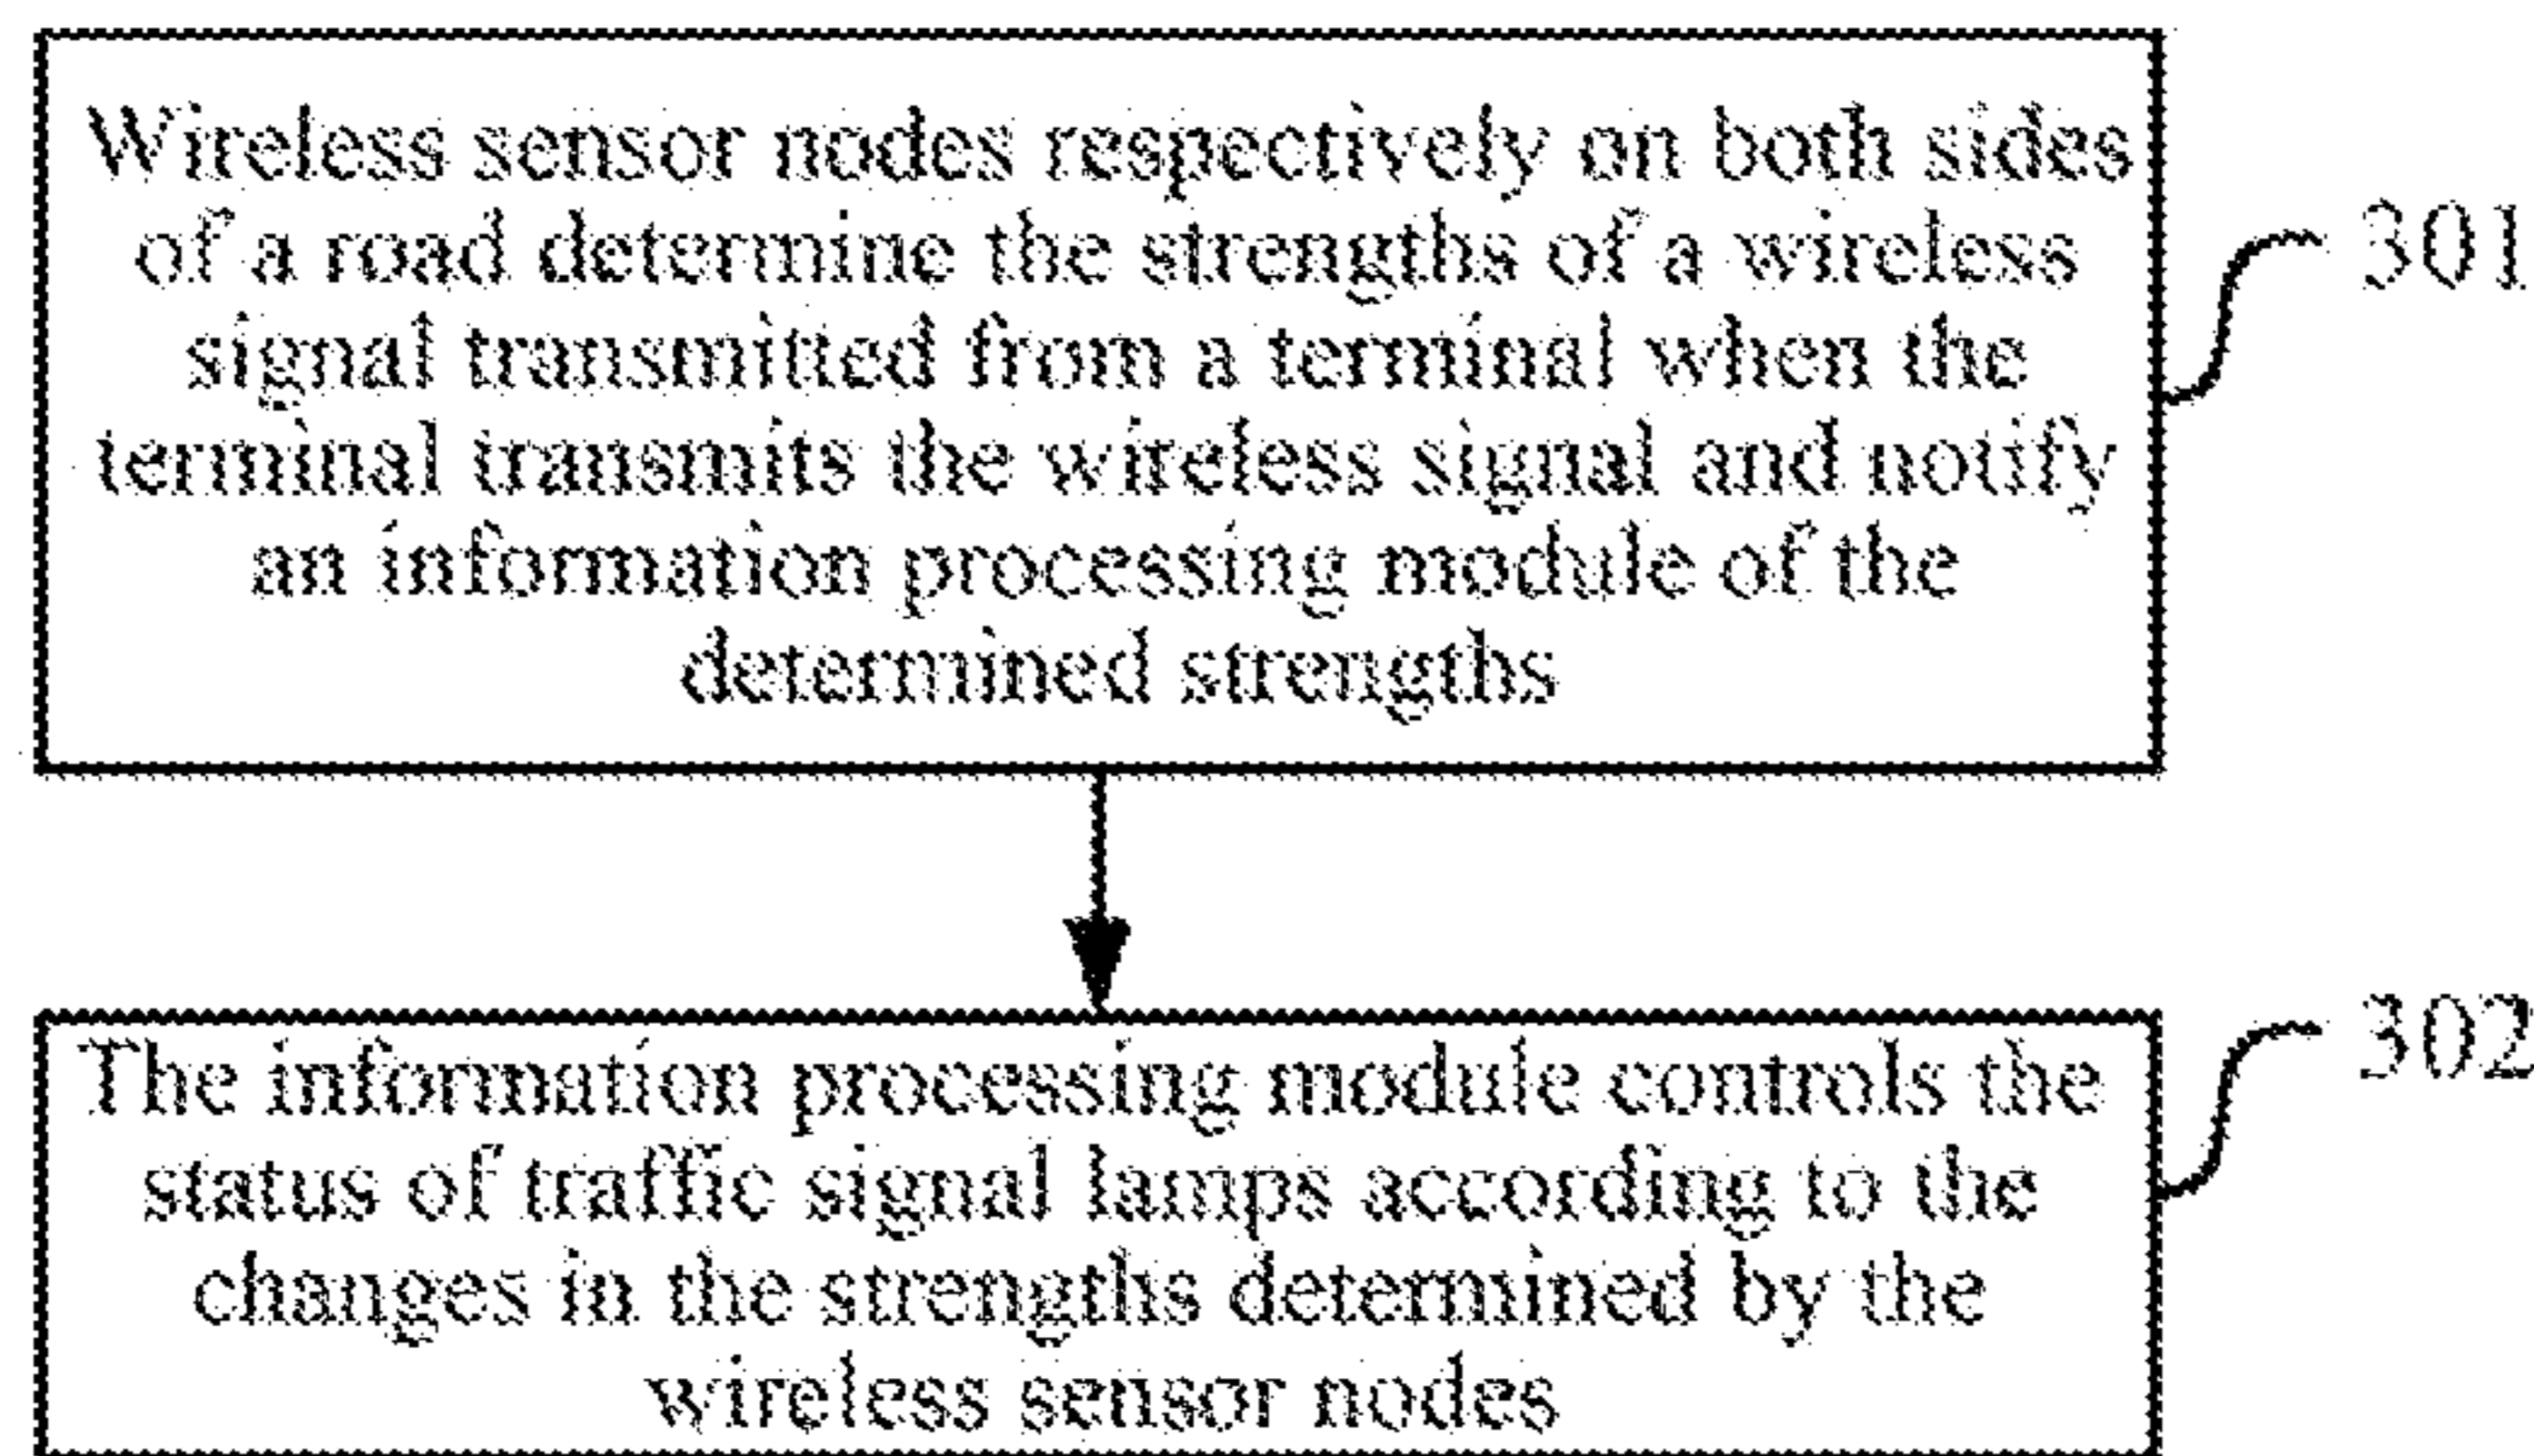 Wireless sensor nodes respectively on both sides
of a road determine the strengths of a wireless
signal transmitted from a terminal when the
terminal transmits the wireless signal and notify
an information processing module of the
determined strengths
301
The information processing module controls the
status of traffic signal lamps according to the
changes in the strengths determined by the
wireless sensor nodes
302